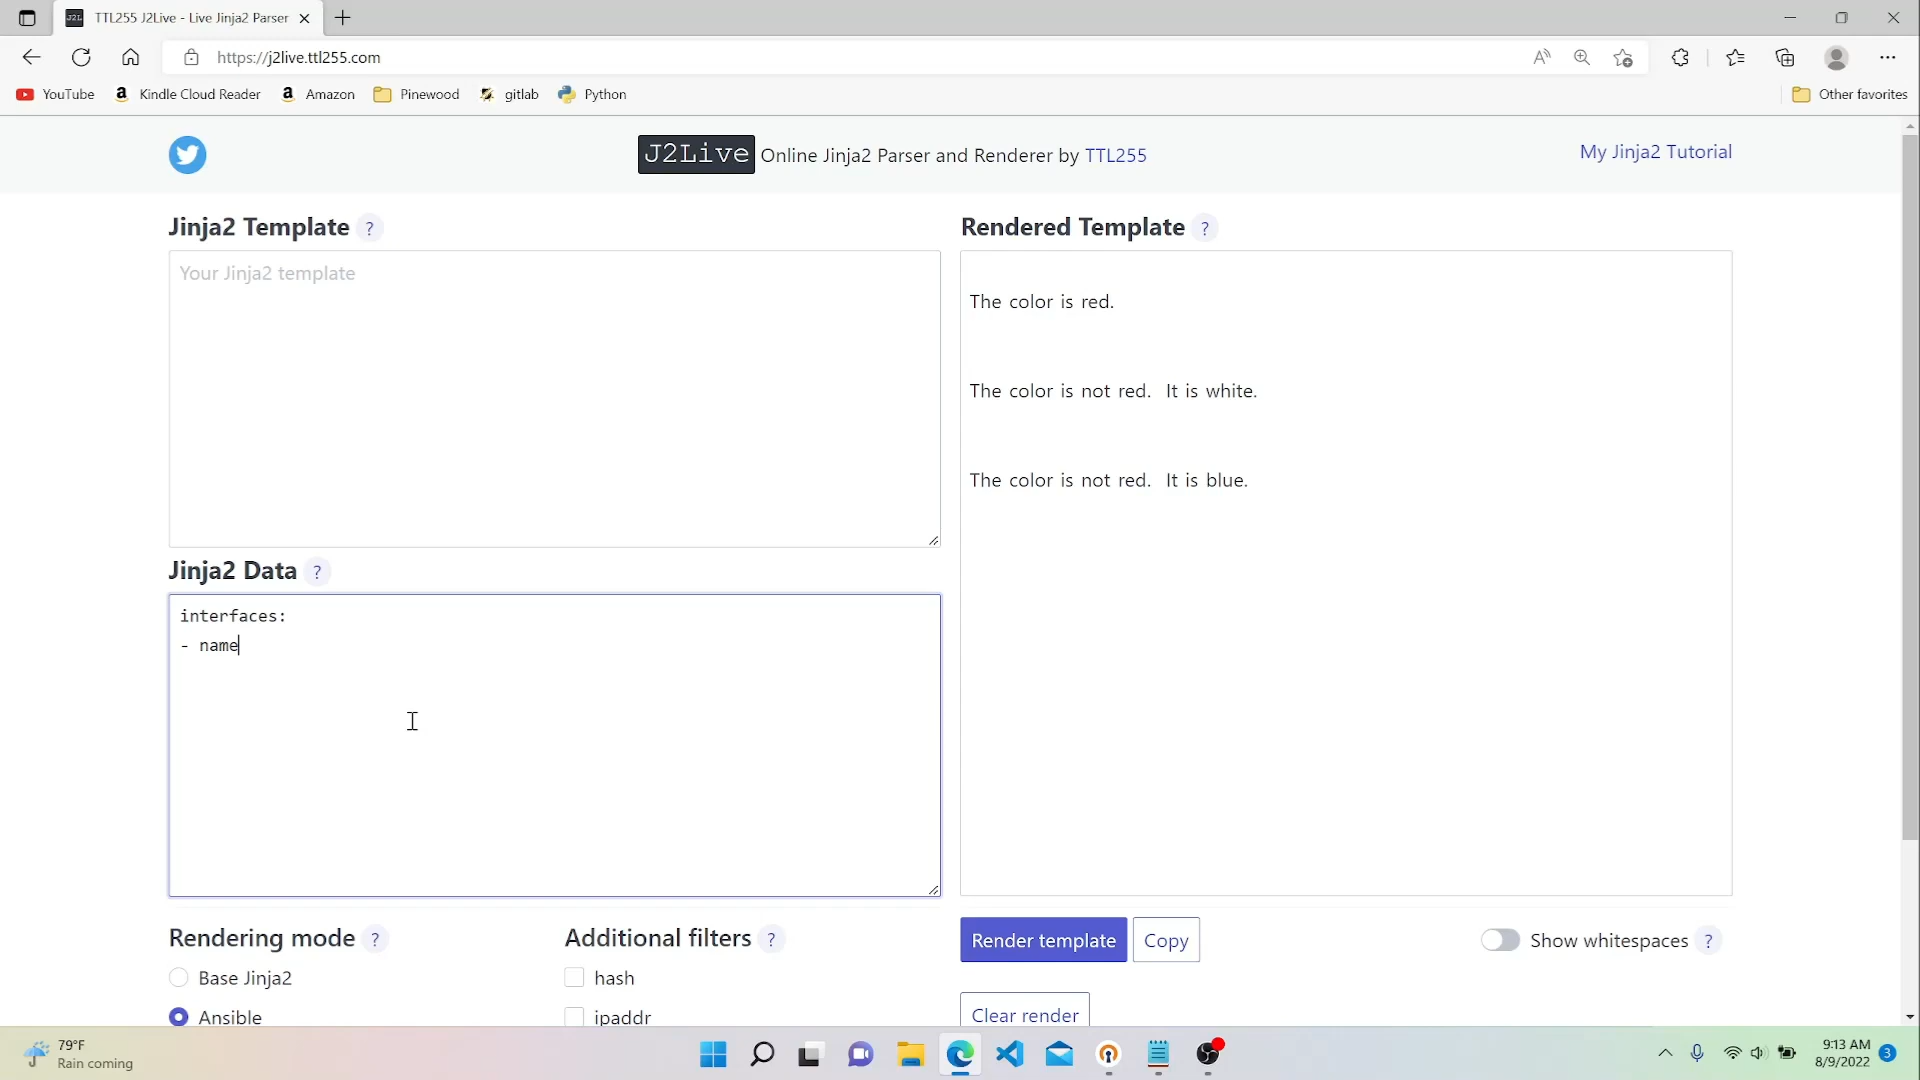 TTL255 J2Live - Live Jinja2 Parser
https://j2live.ttl255.com
YouTube
Kindle Cloud Reader
Amazon
Pinewood
gitlab
Python
Other favorites
J2Live Online Jinja2 Parser and Renderer by TTL255
My Jinja2 Tutorial
Jinja2 Template ?
Your Jinja2 template
Jinja2 Data ?
interfaces:
- name
Rendered Template ?
The color is red.
The color is not red. It is white.
The color is not red. It is blue.
Rendering mode ?
Base Jinja2
Ansible
Additional filters ?
hash
ipaddr
Render template
Copy
Show whitespaces ?
Clear render
79°F
Rain coming
9:13 AM
8/9/2022
3